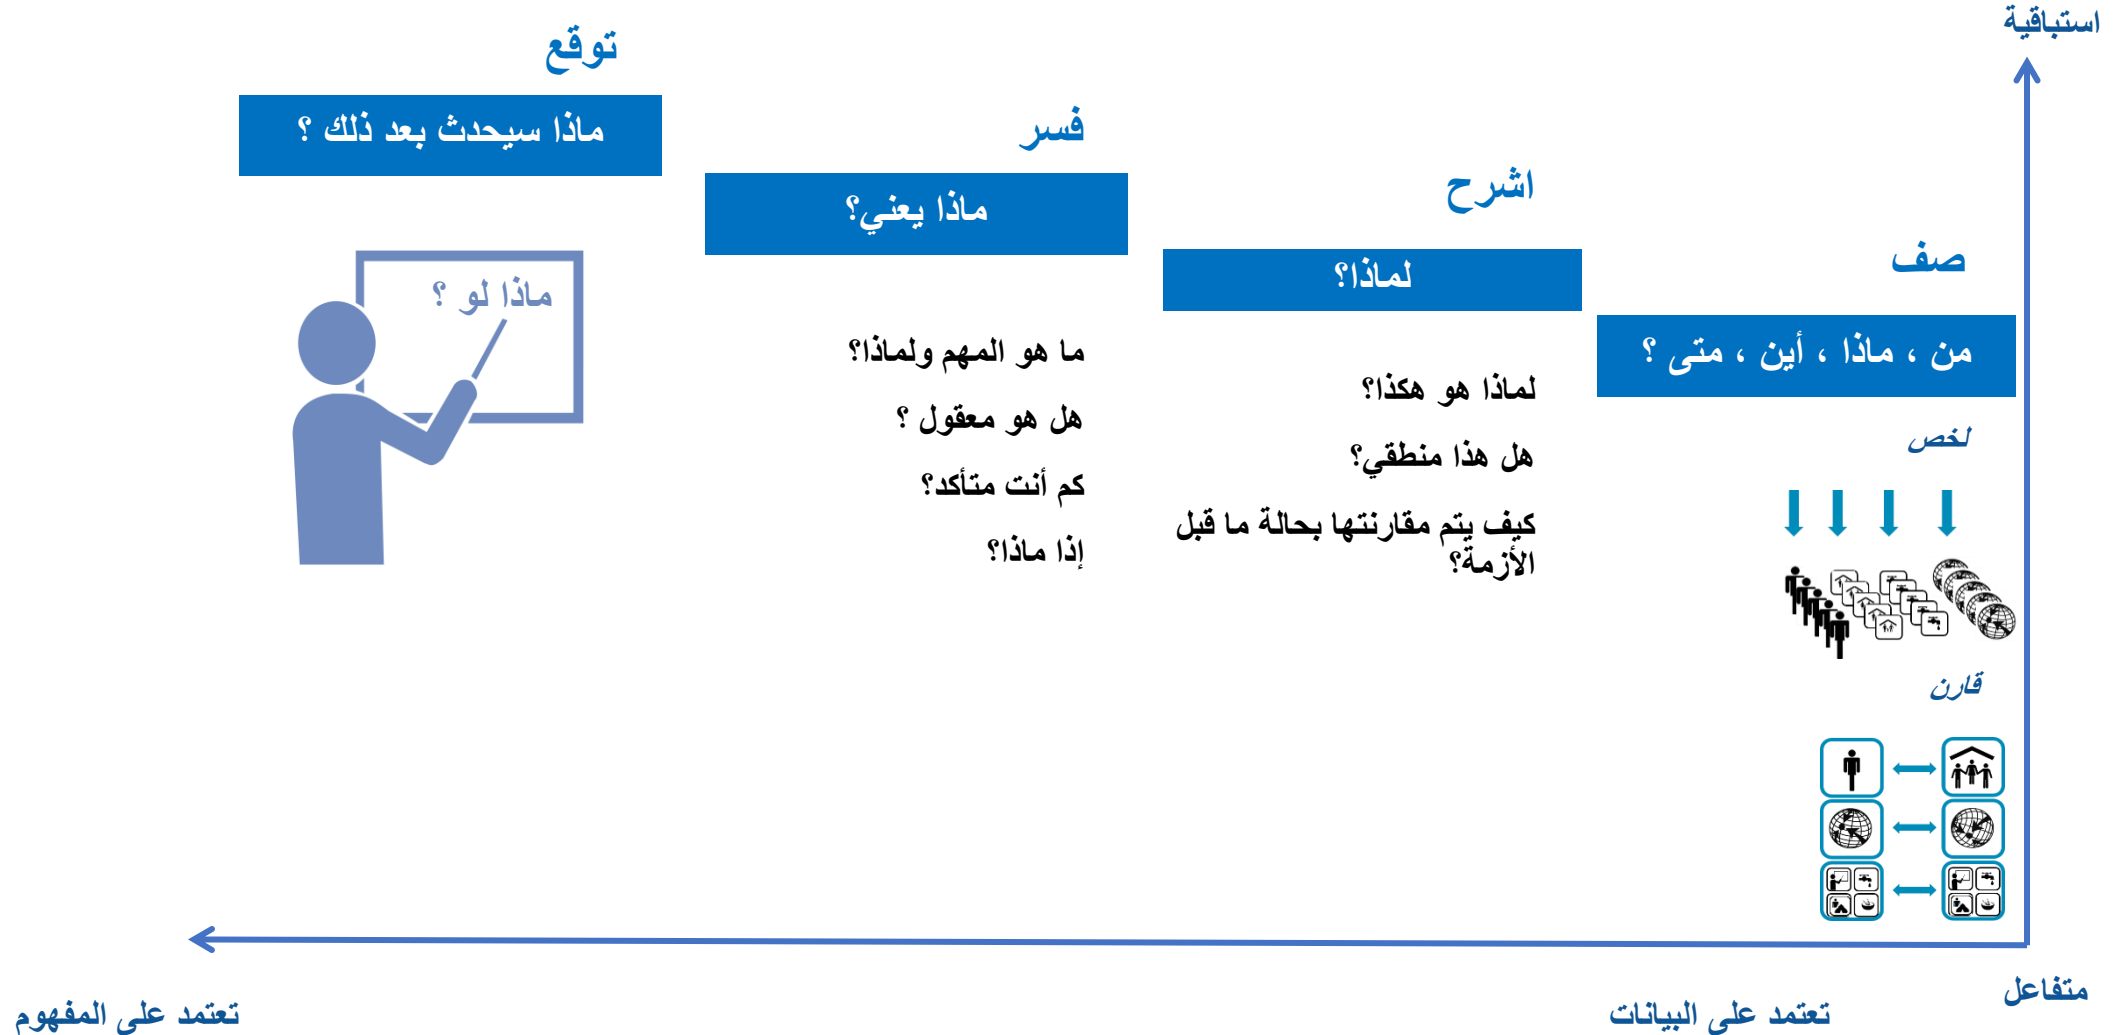 استباقية
صف
من ، ماذا ، أين ، متى ؟
لخص
قارن
اشرح
لماذا؟
لماذا هو هكذا؟
هل هذا منطقي؟
كيف يتم مقارنتها بحالة ما قبل
الأزمة؟
فسر
ماذا يعني؟
ما هو المهم ولماذا؟
هل هو معقول ؟
كم أنت متأكد؟
إذا ماذا؟
توقع
ماذا سيحدث بعد ذلك ؟
ماذا لو ؟
متفاعل
تعتمد على البيانات
تعتمد على المفهوم